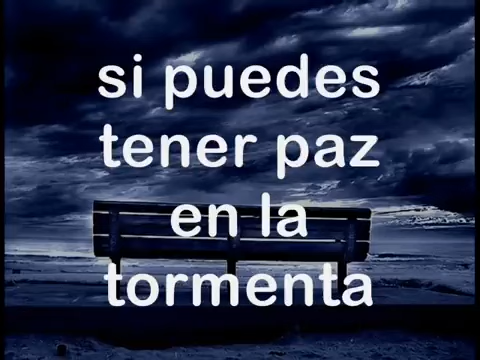 si puedes
tener paz
en la
tormenta